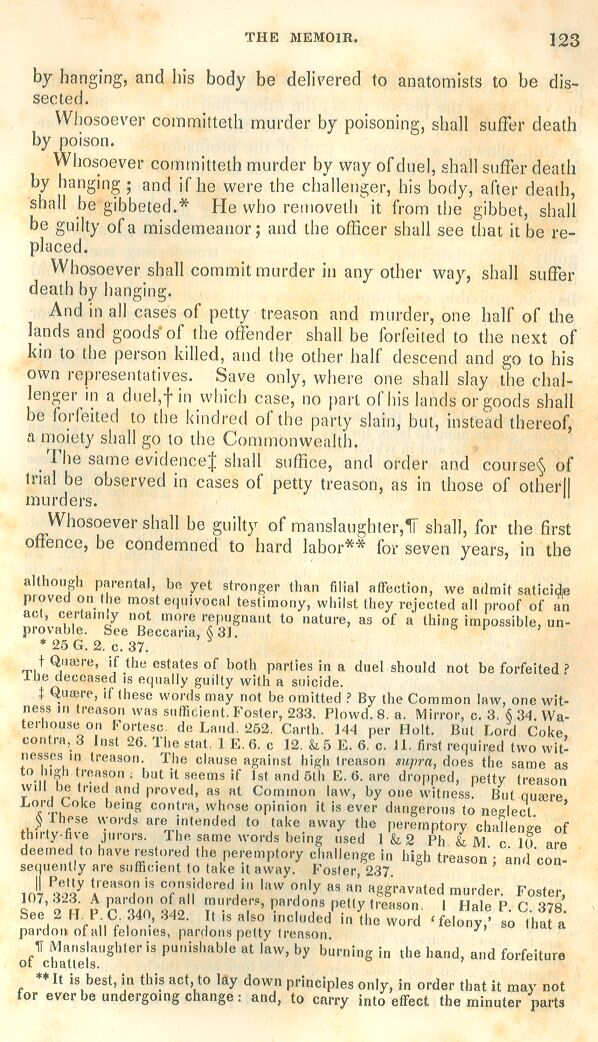 THE MEMOIR. 123
by hanging, and his body be delivered to anatomists to be dis-
sected.
Whosoever committeth murder by poisoning, shall suffer death
by poison.
Whosoever committeth murder by way of duel, shall suffer death
by hanging ; and if he were the challenger, his body, after death,
shall be gibbeted.* He who removeth it from the gibbet, shall
be guilty of a misdemeanor ; and the officer shall see that it be re-
placed.
Whosoever shall commit murder in any other way, shall suffer
death by hanging.
And in all cases of petty treason and murder, one half of the
lands and goods of the offender shall be forfeited to the next of
kin to the person killed, and the other half descend and go to his
own representatives. Save only, where one shall slay the chal-
lenger in a duel,† in which case, no part of his lands or goods shall
be forfeited to the kindred of the party slain, but, instead thereof,
a moiety shall go to the Commonwealth.
The same evidence‡ shall suffice, and order and course§ of
trial be observed in cases of petty treason, as in those of other||
murders.
Whosoever shall be guilty of manslaughter,¶ shall, for the first
offence, be condemned to hard labor** for seven years, in the
although parental, be yet stronger than filial affection, we admit saticide
proved on the most equivocal testimony, whilst they rejected all proof of an
act, certainly not more repugnant to nature, as of a thing impossible, un-
provable. See Beccaria, § 31.
* 25 G. 2. c. 37.
† Quære, if the estates of both parties in a duel should not be forfeited ?
The deceased is equally guilty with a suicide.
‡ Quære, if these words may not be omitted ? By the Common law, one wit-
ness in treason was sufficient. Foster, 233. Plowd. 8. a. Mirror, c. 3. § 34. Wa-
terhouse on Fortesc. de Laud. 252. Carth. 144 per Holt. But Lord Coke,
contra, 3 Inst 26. The stat. 1 E. 6. c 12. & 5 E. 6. c. 11. first required two wit-
nesses in treason. The clause against high treason supra, does the same as
to high treason ; but it seems if 1st and 5th E. 6. are dropped, petty treason
will be tried and proved, as at Common law, by one witness. But quære,
Lord Coke being contra, whose opinion it is ever dangerous to neglect.
§ These words are intended to take away the peremptory challenge of
thirty-five jurors. The same words being used 1 & 2 Ph. & M. c. 10. are
deemed to have restored the peremptory challenge in high treason ; and con-
sequently are sufficient to take it away. Foster, 237.
|| Petty treason is considered in law only as an aggravated murder. Foster,
107, 323. A pardon of all murders, pardons petty treason. 1 Hale P. C. 378.
See 2 H. P. C. 340, 342. It is also included in the word ‘felony,’ so that a
pardon of all felonies, pardons petty treason.
¶ Manslaughter is punishable at law, by burning in the hand, and forfeiture
of chattels.
** It is best, in this act, to lay down principles only, in order that it may not
for ever be undergoing change : and, to carry into effect the minuter parts